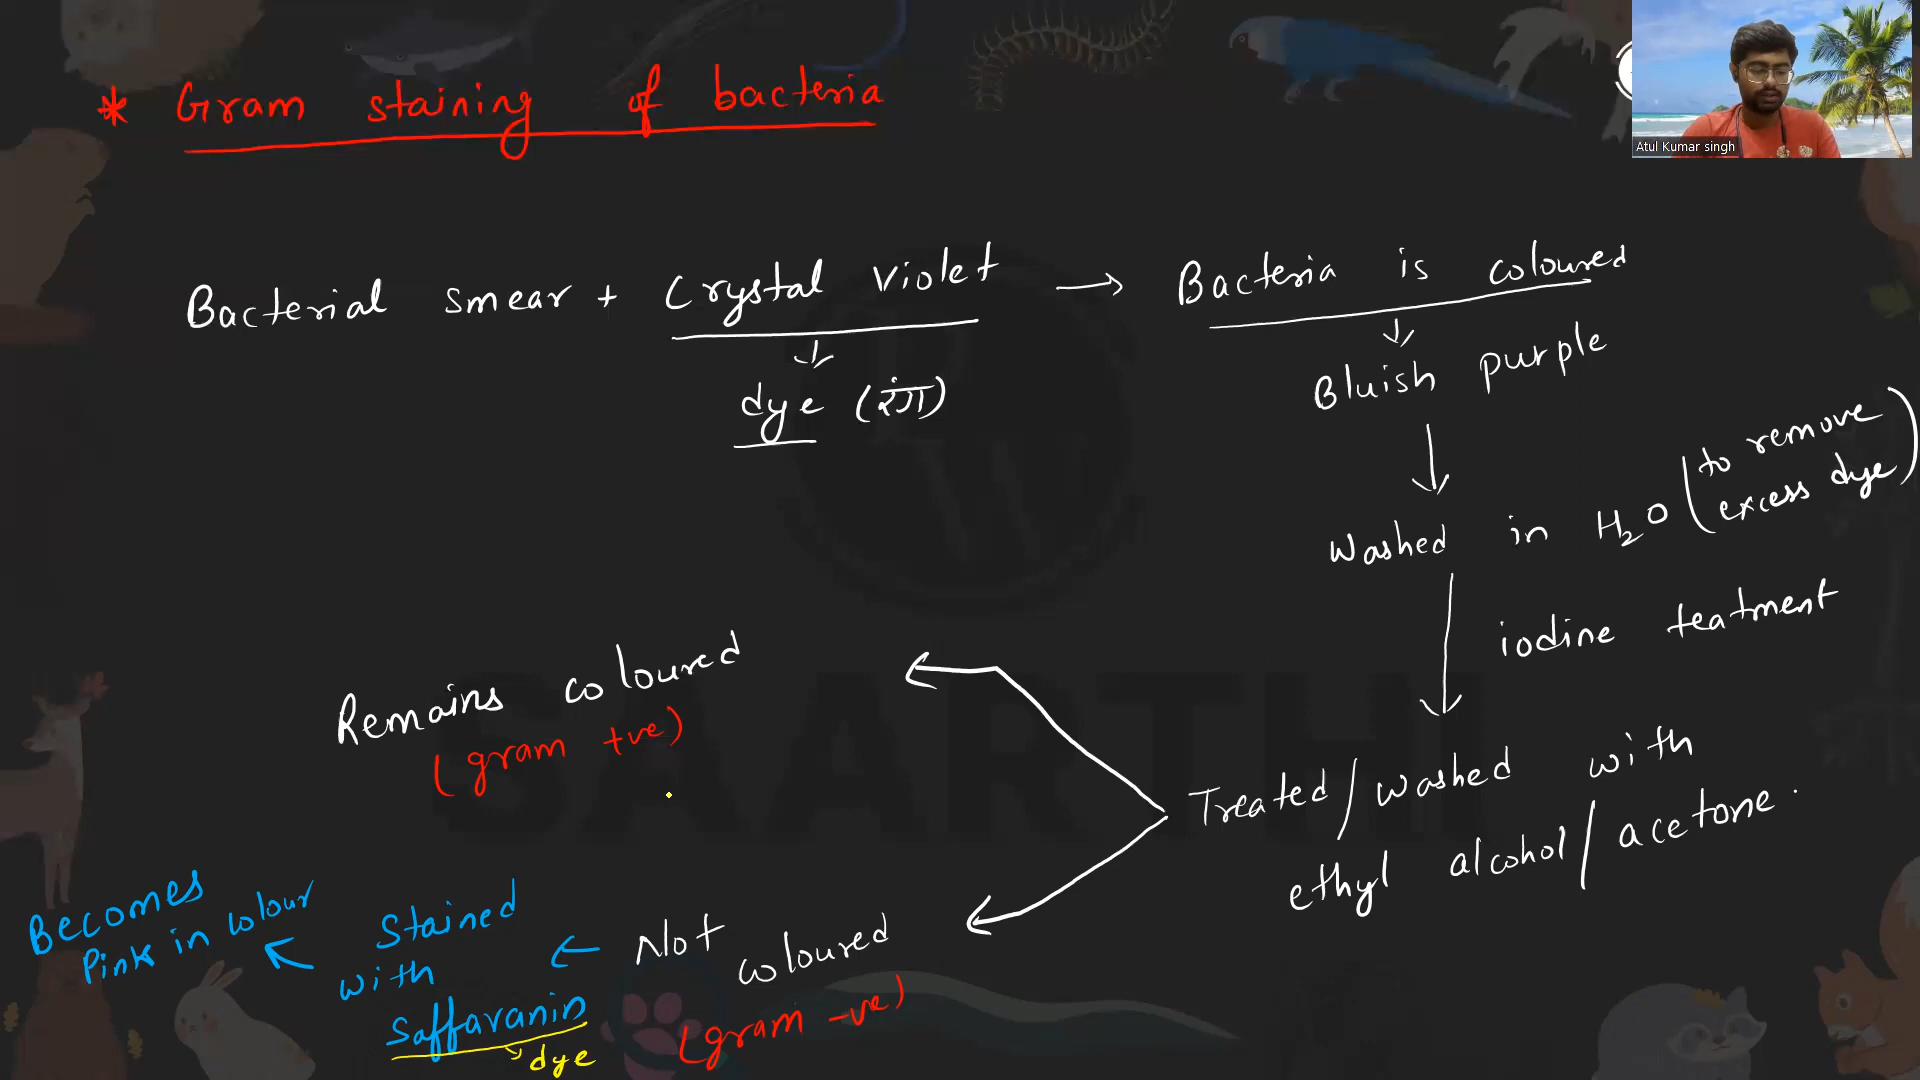 * Gram staining of bacteria
Atul Kumar singh
Bacterial smear + Crystal violet → Bacteria is coloured
↓
dye (रंग)
↓
Bluish purple
↓
Washed in H₂O (to remove
excess dye)
↓ iodine teatment
Treated/washed with
ethyl alcohol/acetone.
Remains coloured
(gram +ve)
Not coloured
(gram -ve)
← Stained
with
Saffaranin
→ dye
← Becomes
Pink in colour
SAARTHI